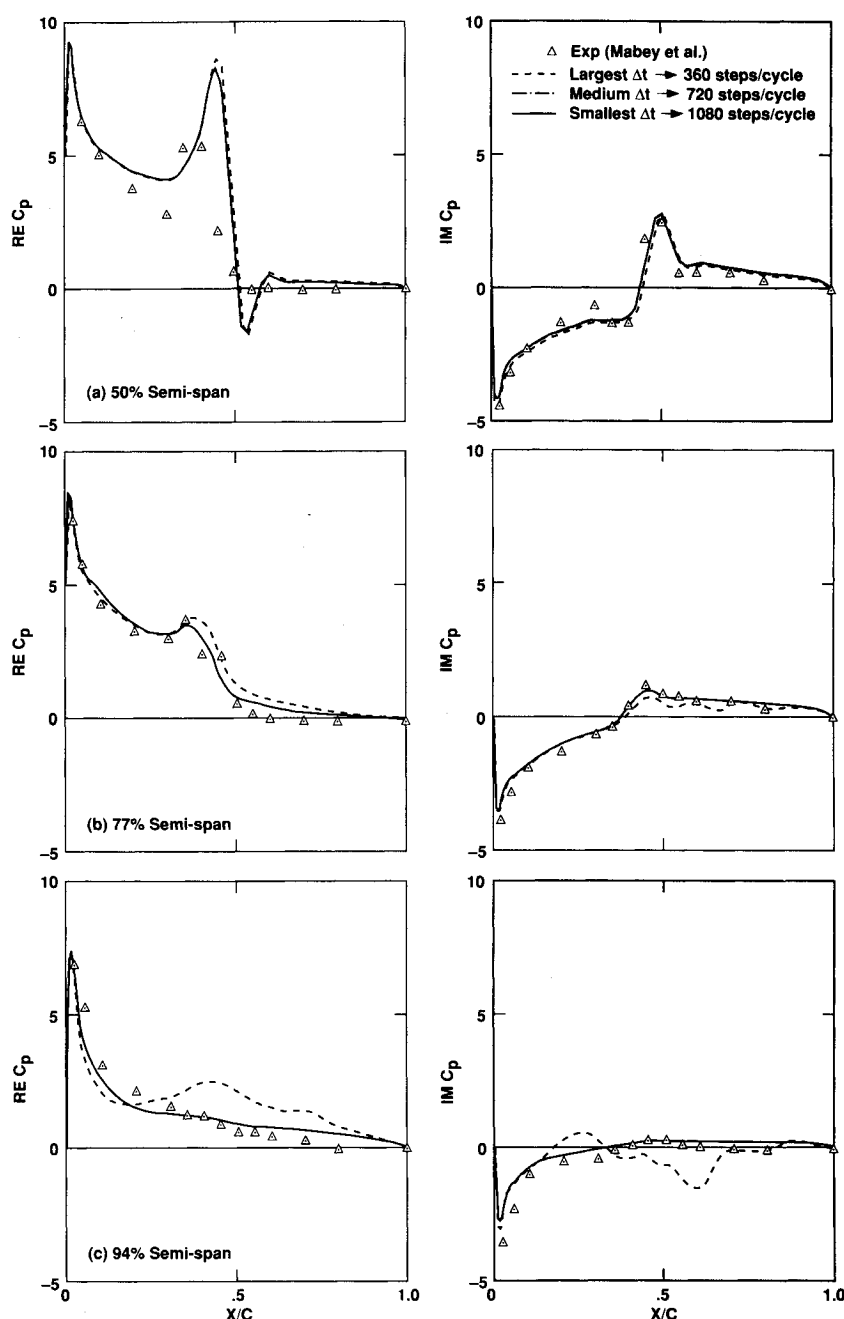 10
5
0
−5
RE Cp
(a) 50% Semi-span
10
5
0
−5
IM Cp
Exp (Mabey et al.)
Largest Δt → 360 steps/cycle
Medium Δt → 720 steps/cycle
Smallest Δt → 1080 steps/cycle
10
5
0
−5
RE Cp
(b) 77% Semi-span
10
5
0
−5
IM Cp
10
5
0
−5
RE Cp
(c) 94% Semi-span
0
.5
1.0
X/C
10
5
0
−5
IM Cp
0
.5
1.0
X/C